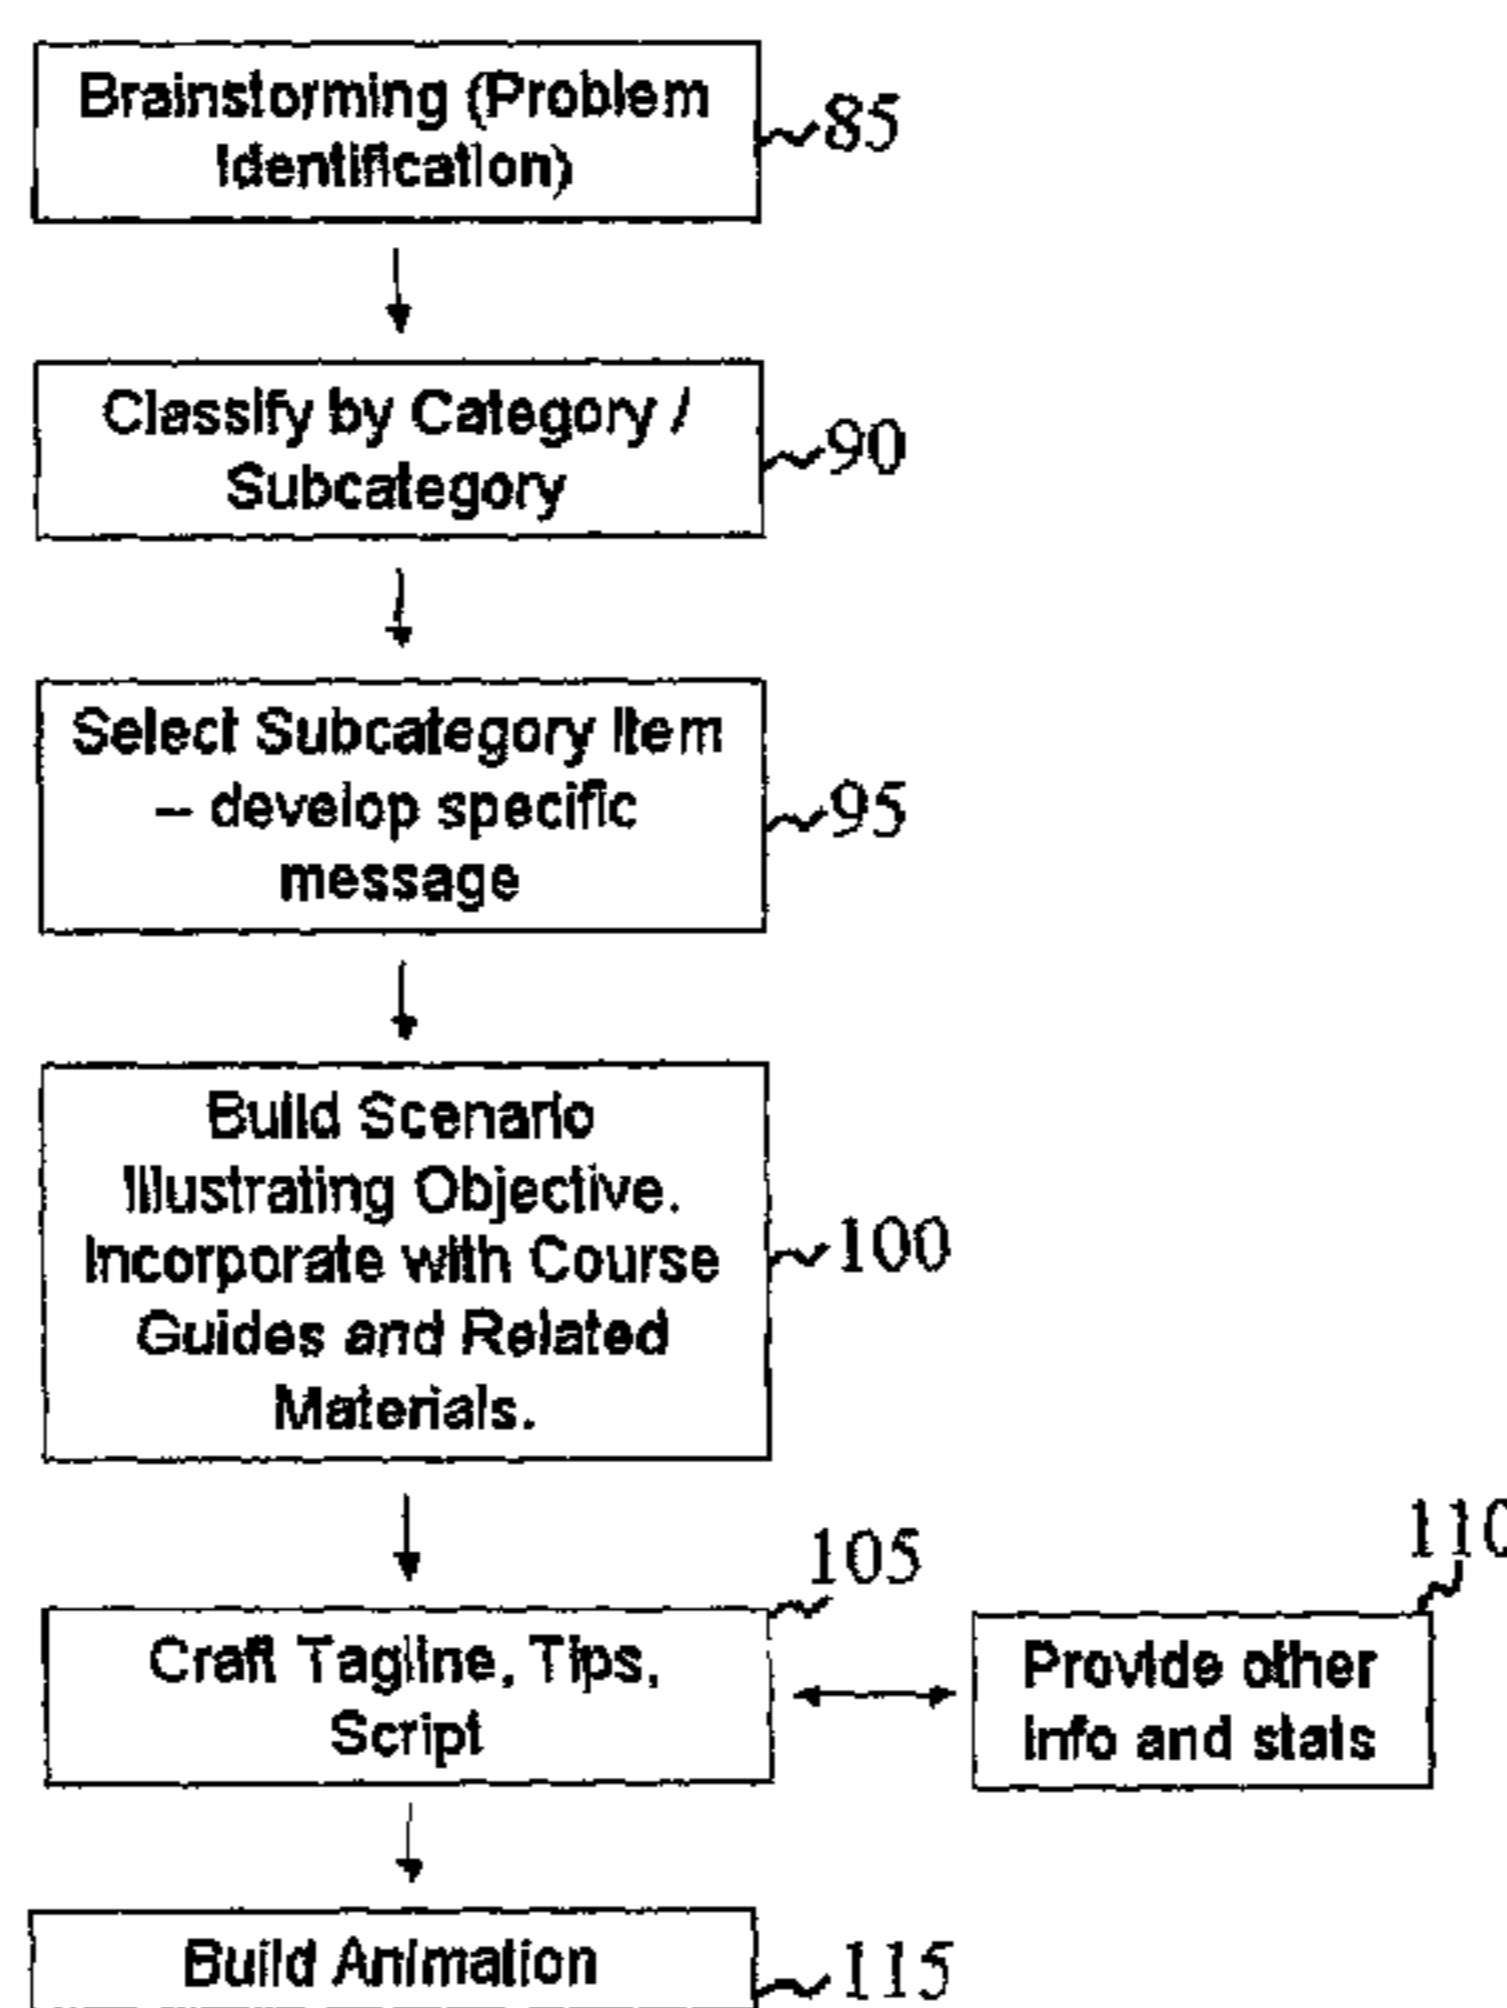 Brainstorming (Problem
Identification)
85
Classify by Category /
Subcategory
90
Select Subcategory Item
– develop specific
message
95
Build Scenario
Illustrating Objective.
Incorporate with Course
Guides and Related
Materials.
100
105
110
Craft Tagline, Tips,
Script
Provide other
info and stats
Build Animation
115